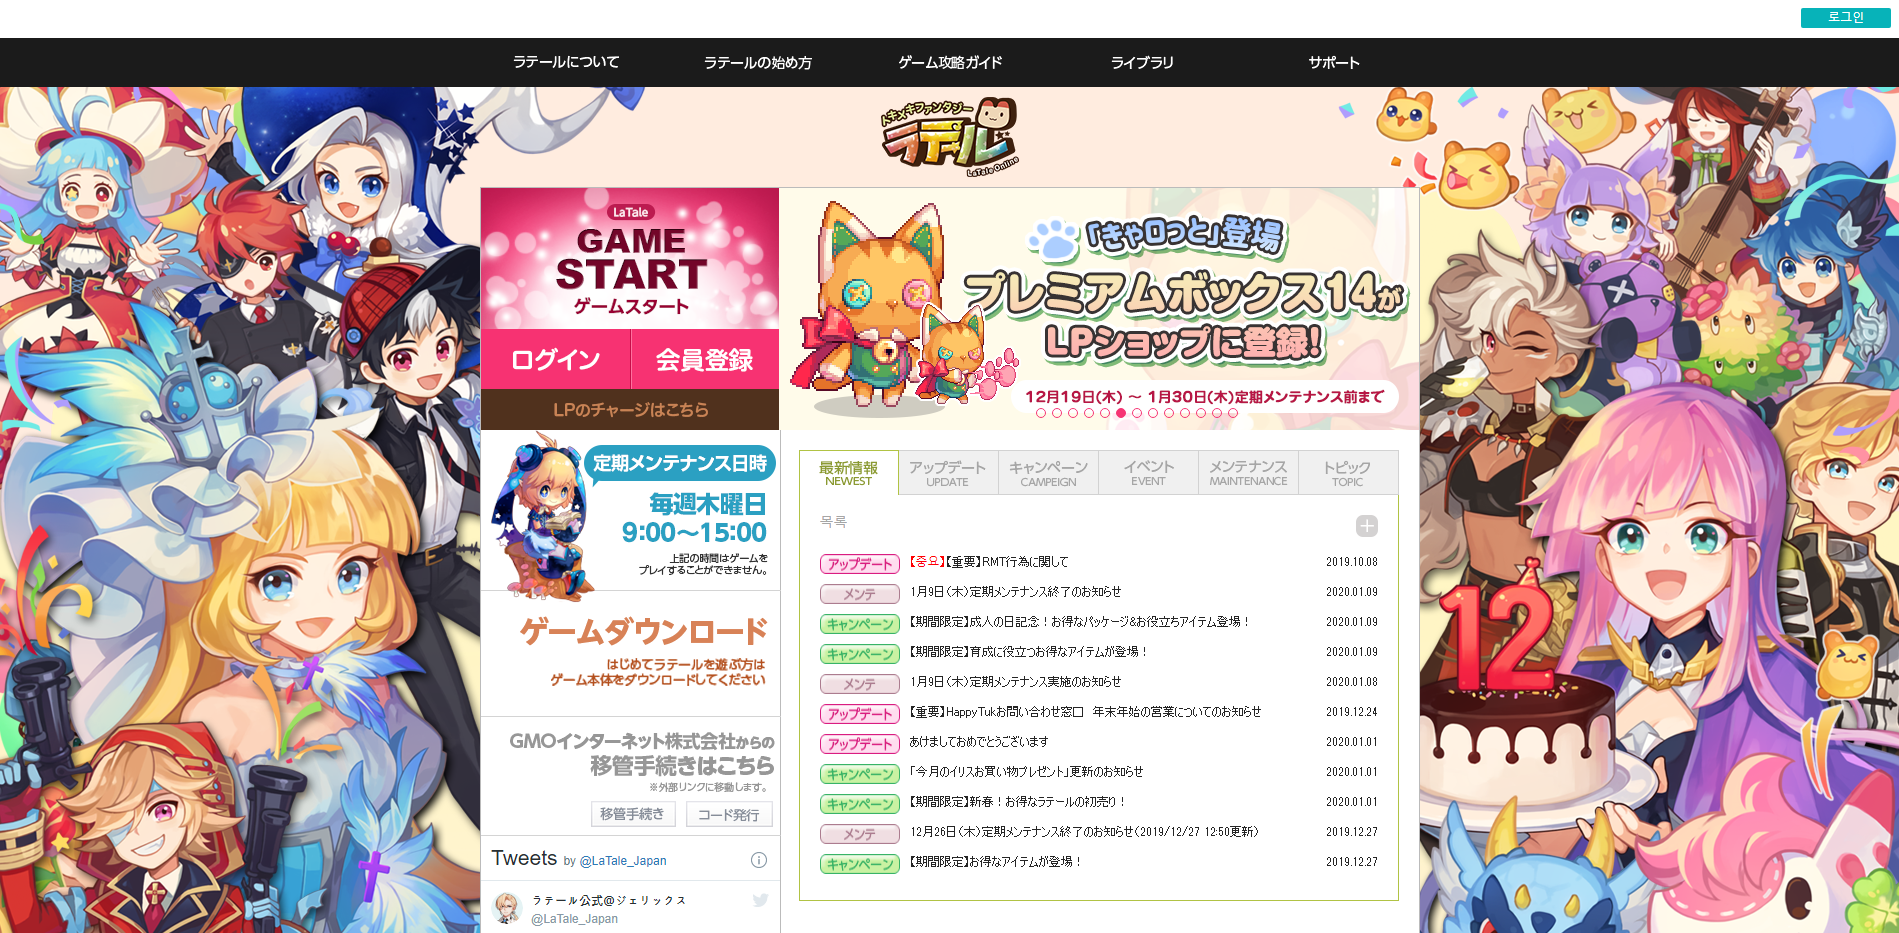 로그인
ラテールについて
ラテールの始め方
ゲーム攻略ガイド
ライブラリ
サポート
トキメキファンタジー
ラテール
LaTale Online
LaTale
GAME
START
ゲームスタート
ログイン
会員登録
LPのチャージはこちら
「きゃロっと」登場
プレミアムボックス14が
LPショップに登録!
12月19日(木) ～ 1月30日(木)定期メンテナンス前まで
定期メンテナンス日時
毎週木曜日
9:00～15:00
上記の時間はゲームを
プレイすることができません。
ゲームダウンロード
はじめてラテールを遊ぶ方は
ゲーム本体をダウンロードしてください
GMOインターネット株式会社からの
移管手続きはこちら
※外部リンクに移動します。
移管手続き
コード発行
Tweets by @LaTale_Japan
ラテール公式@ジェリックス
@LaTale_Japan
最新情報
NEWEST
アップデート
UPDATE
キャンペーン
CAMPEIGN
イベント
EVENT
メンテナンス
MAINTENANCE
トピック
TOPIC
목록
アップデート 【중요】【重要】RMT行為に関して 2019.10.08
メンテ 1月9日（木）定期メンテナンス終了のお知らせ 2020.01.09
キャンペーン 【期間限定】成人の日記念！お得なパッケージ&お役立ちアイテム登場！ 2020.01.09
キャンペーン 【期間限定】育成に役立つお得なアイテムが登場！ 2020.01.09
メンテ 1月9日（木）定期メンテナンス実施のお知らせ 2020.01.08
アップデート 【重要】HappyTukお問い合わせ窓口　年末年始の営業についてのお知らせ 2019.12.24
アップデート あけましておめでとうございます 2020.01.01
キャンペーン 「今月のイリスお買い物プレゼント」更新のお知らせ 2020.01.01
キャンペーン 【期間限定】新春！お得なラテールの初売り！ 2020.01.01
メンテ 12月26日（木）定期メンテナンス終了のお知らせ（2019/12/27 12:50更新） 2019.12.27
キャンペーン 【期間限定】お得なアイテムが登場！ 2019.12.27
12